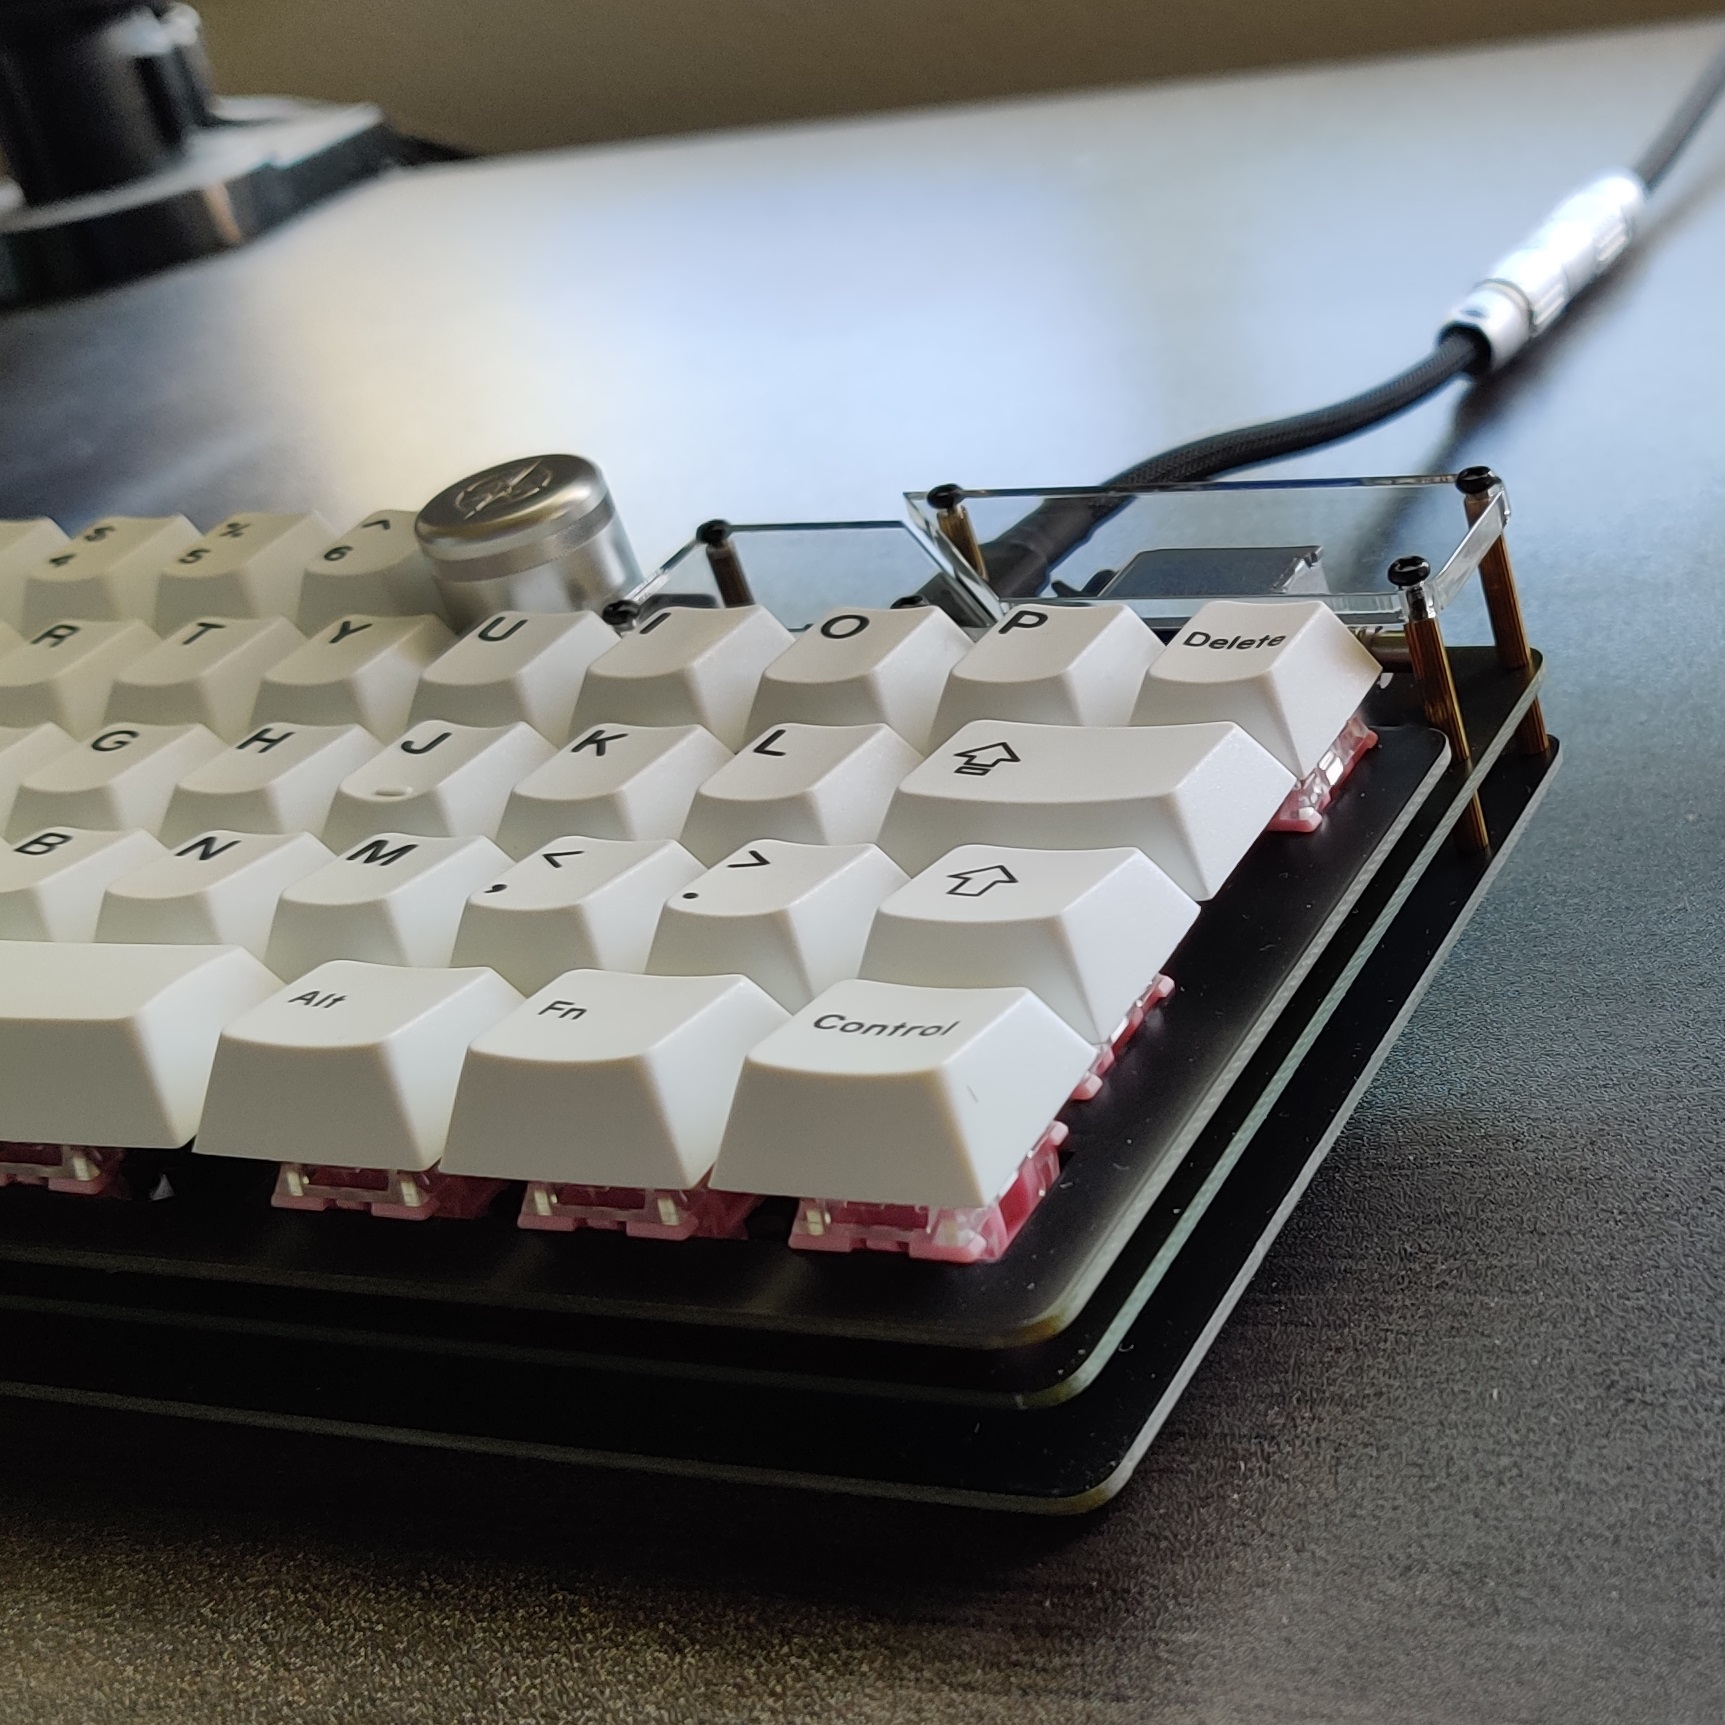 $ % ^
4 5 6
R T Y U I O P Delete
G H J K L
B N M < >
, .
Alt Fn Control